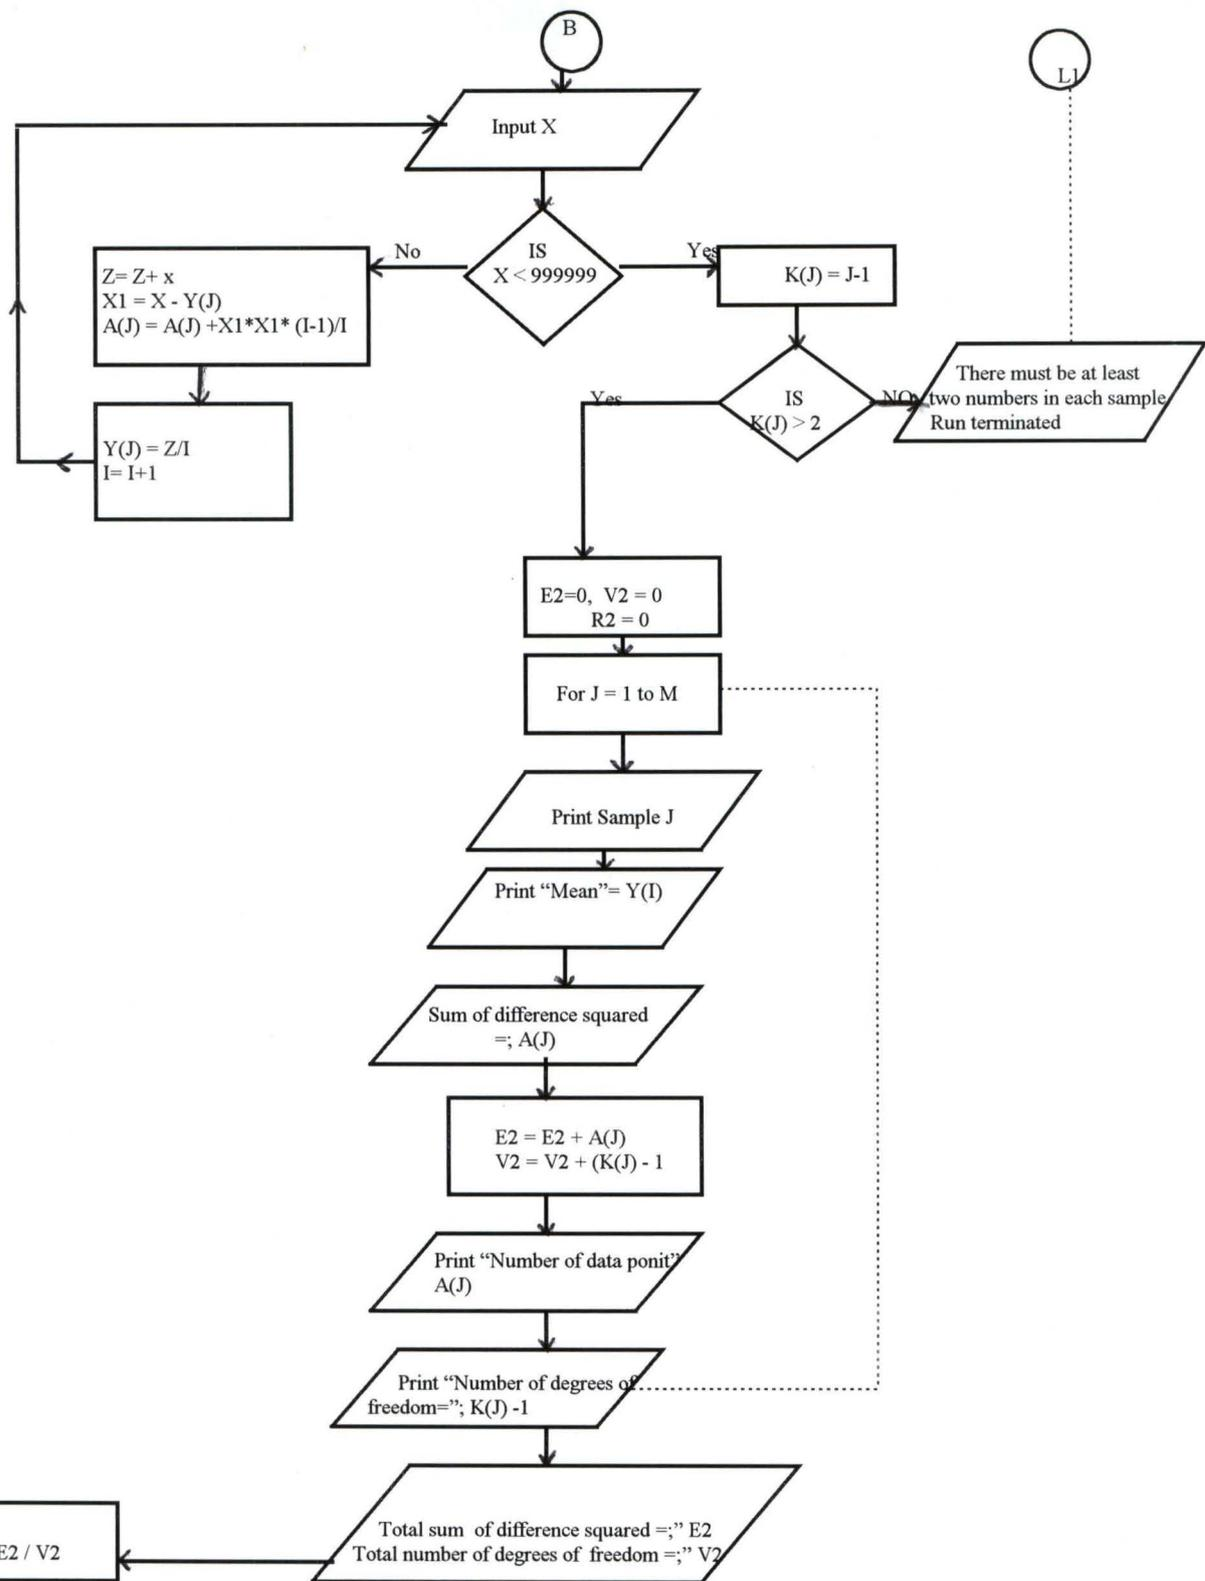 B
L1
Input X
No
IS
X < 999999
Yes
Z= Z+ x
X1 = X - Y(J)
A(J) = A(J) +X1*X1* (I-1)/I
K(J) = J-1
Y(J) = Z/I
I= I+1
Yes
IS
K(J) > 2
NO
There must be at least
two numbers in each sample
Run terminated
E2=0, V2 = 0
R2 = 0
For J = 1 to M
Print Sample J
Print “Mean”= Y(I)
Sum of difference squared
=; A(J)
E2 = E2 + A(J)
V2 = V2 + (K(J) - 1
Print “Number of data ponit”
A(J)
Print “Number of degrees of
freedom=”; K(J) -1
Total sum of difference squared =;” E2
Total number of degrees of freedom =;” V2
E2 / V2